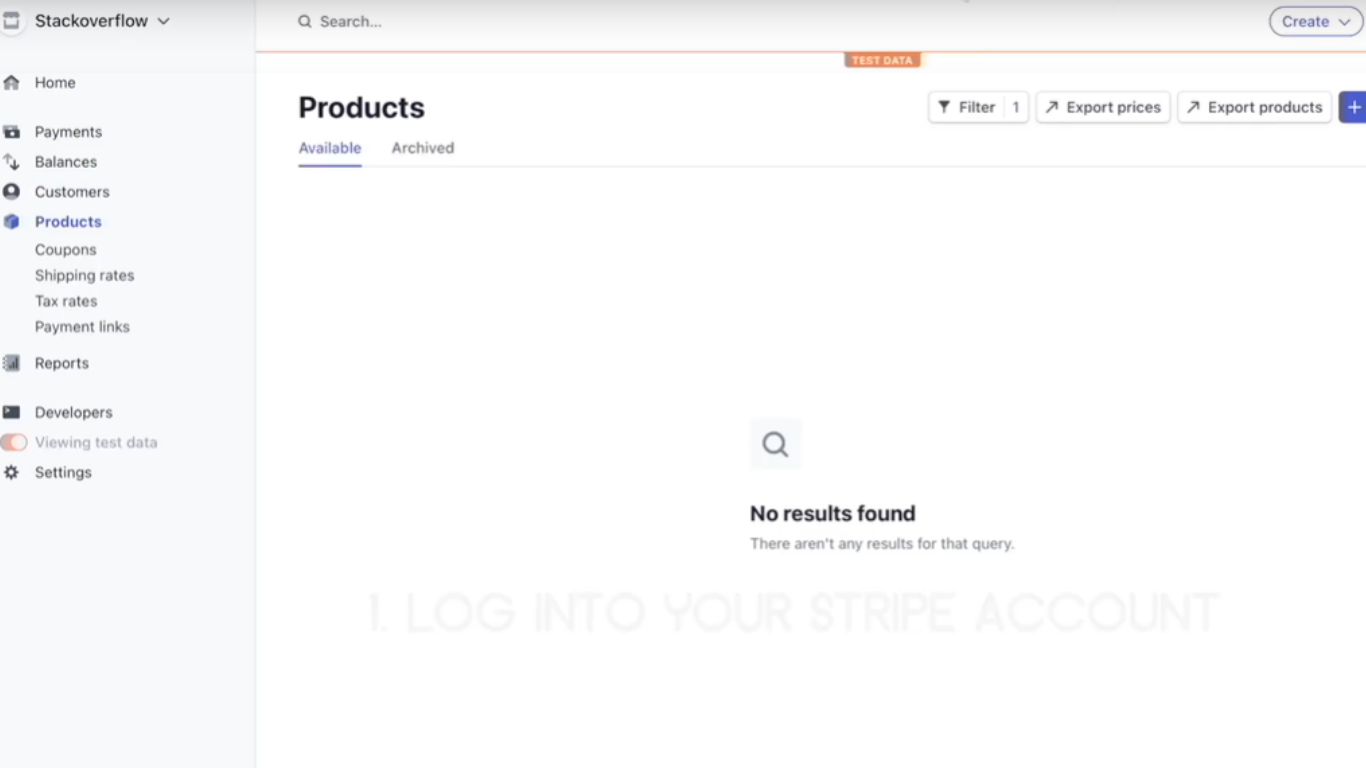 Stackoverflow
Search...
Create
TEST DATA
Home
Payments
Balances
Customers
Products
Coupons
Shipping rates
Tax rates
Payment links
Reports
Developers
Viewing test data
Settings
Products
Filter 1
Export prices
Export products
Available
Archived
No results found
There aren't any results for that query.
1. LOG INTO YOUR STRIPE ACCOUNT